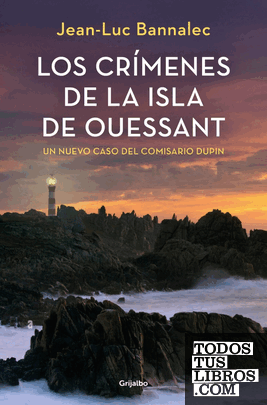 Jean-Luc Bannalec
LOS CRÍMENES
DE LA ISLA
DE OUESSANT
UN NUEVO CASO DEL COMISARIO DUPIN
Grijalbo
TODOS
TUS
LIBROS
.COM